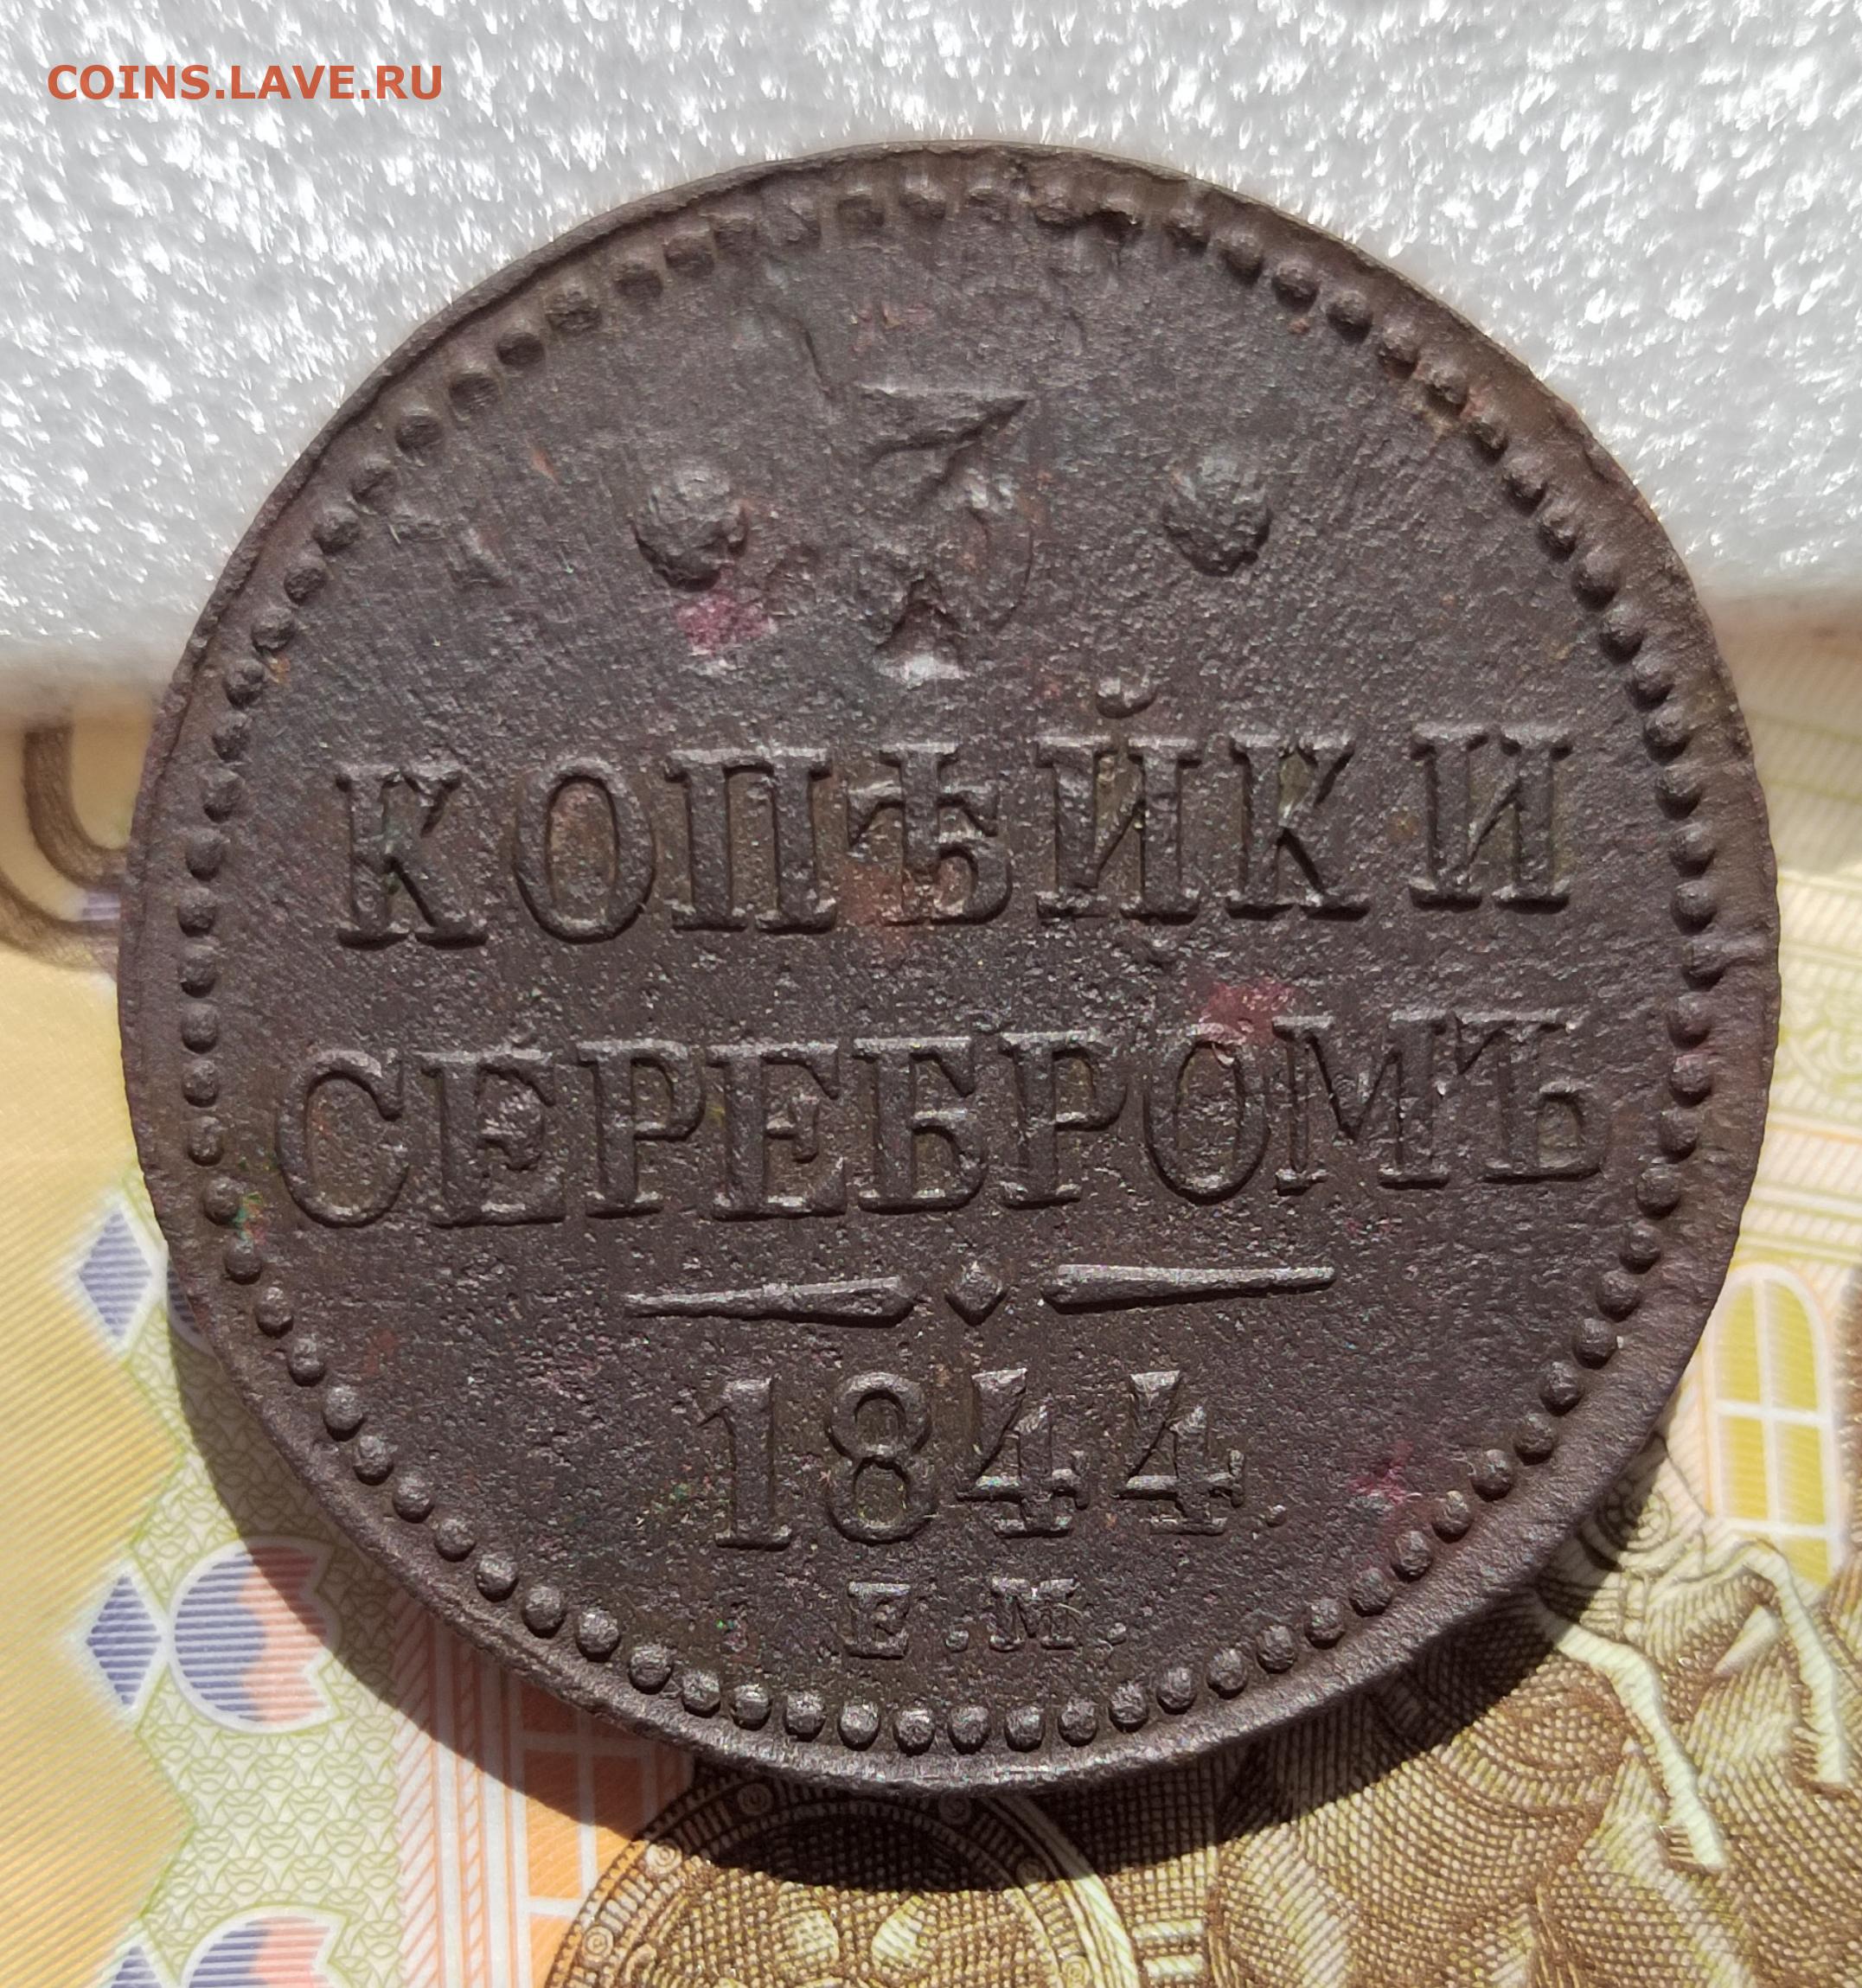 COINS.LAVE.RU
3
КОПѢЙКИ
СЕРЕБРОМЪ
1844.
Е.М.